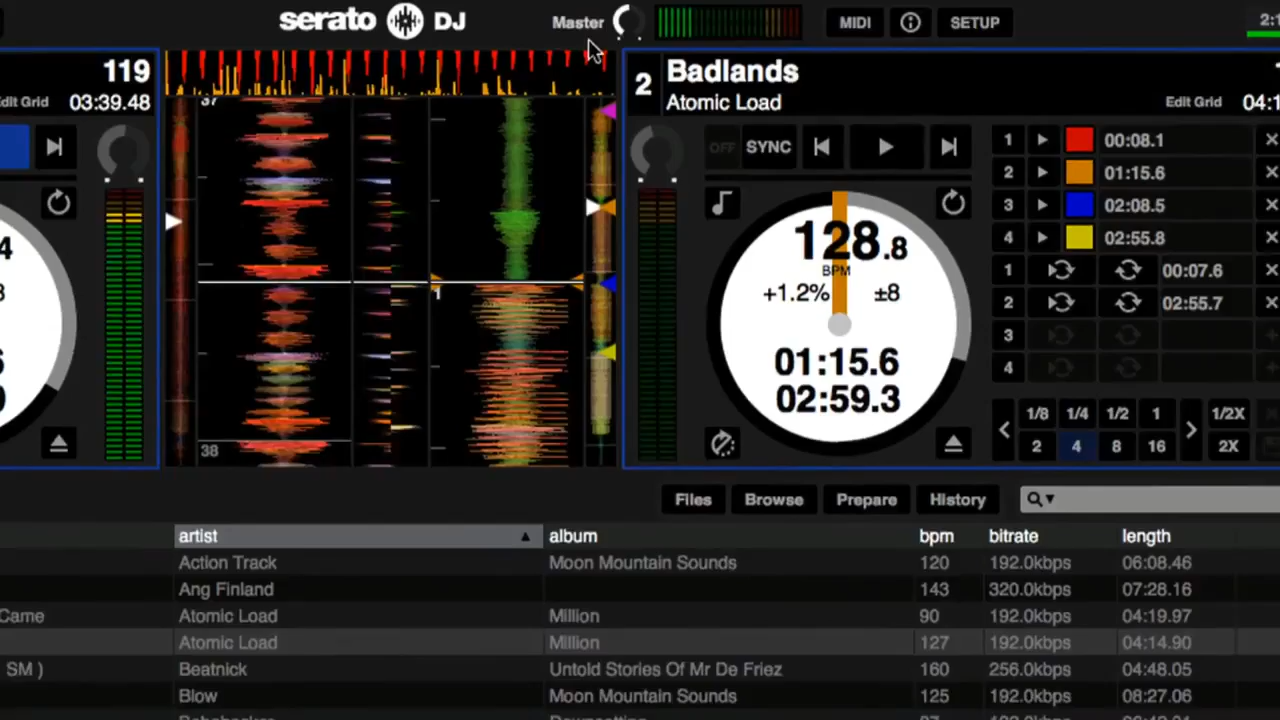 serato DJ
Master
MIDI
SETUP
2:1
119
Edit Grid 03:39.48
37
38
1
2 Badlands
Atomic Load
Edit Grid 04:1
OFF SYNC
128.8
BPM
+1.2% ±8
01:15.6
02:59.3
1 00:08.1
2 01:15.6
3 02:08.5
4 02:55.8
1 00:07.6
2 02:55.7
3
4
1/8 1/4 1/2 1 1/2X
2 4 8 16 2X
Files Browse Prepare History
artist album bpm bitrate length
Action Track Moon Mountain Sounds 120 192.0kbps 06:08.46
Ang Finland 143 320.0kbps 07:28.16
Came Atomic Load Million 90 192.0kbps 04:19.97
Atomic Load Million 127 192.0kbps 04:14.90
SM ) Beatnick Untold Stories Of Mr De Friez 160 256.0kbps 04:48.05
Blow Moon Mountain Sounds 125 192.0kbps 08:27.06